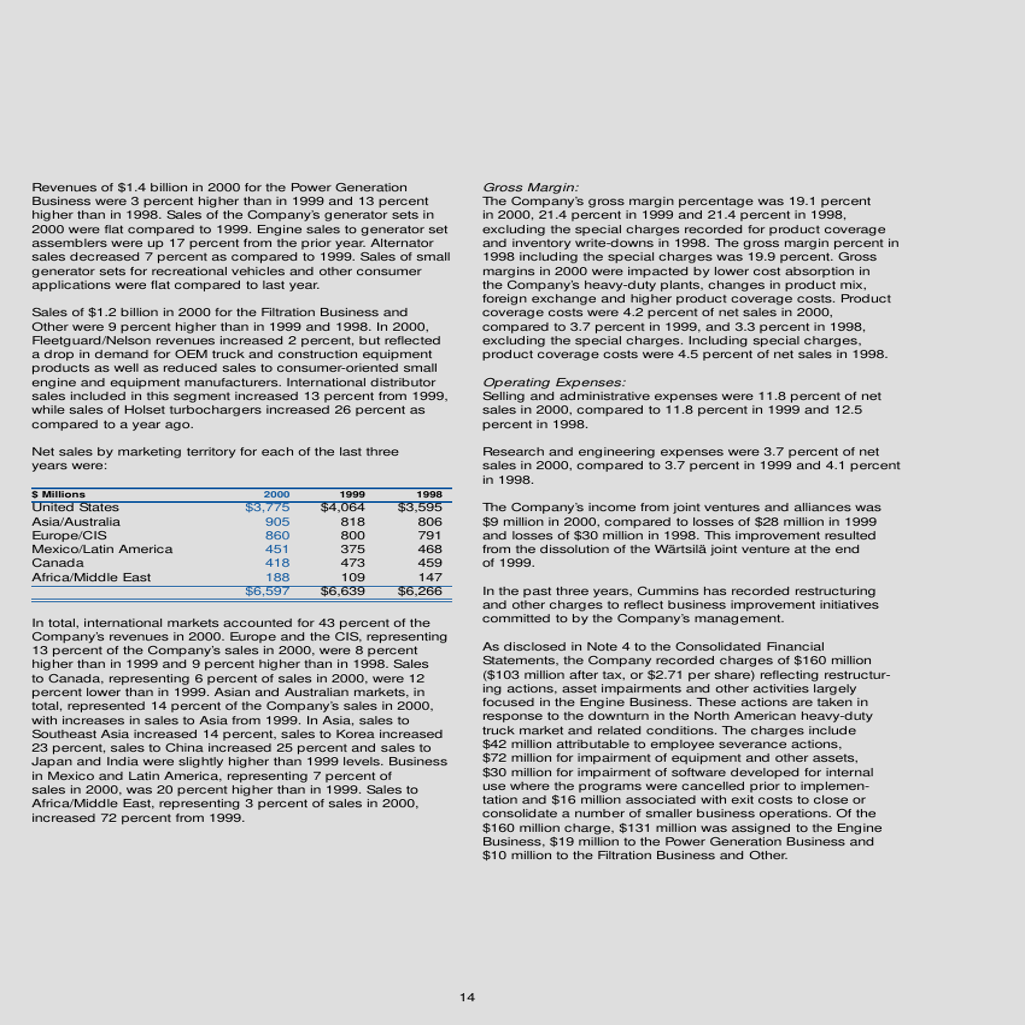 Revenues of $1.4 billion in 2000 for the Power Generation
Business were 3 percent higher than in 1999 and 13 percent
higher than in 1998. Sales of the Company's generator sets in
2000 were flat compared to 1999. Engine sales to generator set
assemblers were up 17 percent from the prior year. Alternator
sales decreased 7 percent as compared to 1999. Sales of small
generator sets for recreational vehicles and other consumer
applications were flat compared to last year.
Sales of $1.2 billion in 2000 for the Filtration Business and
Other were 9 percent higher than in 1999 and 1998. In 2000,
Fleetguard/Nelson revenues increased 2 percent, but reflected
a drop in demand for OEM truck and construction equipment
products as well as reduced sales to consumer-oriented small
engine and equipment manufacturers. International distributor
sales included in this segment increased 13 percent from 1999,
while sales of Holset turbochargers increased 26 percent as
compared to a year ago.
Net sales by marketing territory for each of the last three
years were:
$ Millions 2000 1999 1998
United States $3,775 $4,064 $3,595
Asia/Australia 905 818 806
Europe/CIS 860 800 791
Mexico/Latin America 451 375 468
Canada 418 473 459
Africa/Middle East 188 109 147
$6,597 $6,639 $6,266
In total, international markets accounted for 43 percent of the
Company's revenues in 2000. Europe and the CIS, representing
13 percent of the Company's sales in 2000, were 8 percent
higher than in 1999 and 9 percent higher than in 1998. Sales
to Canada, representing 6 percent of sales in 2000, were 12
percent lower than in 1999. Asian and Australian markets, in
total, represented 14 percent of the Company's sales in 2000,
with increases in sales to Asia from 1999. In Asia, sales to
Southeast Asia increased 14 percent, sales to Korea increased
23 percent, sales to China increased 25 percent and sales to
Japan and India were slightly higher than 1999 levels. Business
in Mexico and Latin America, representing 7 percent of
sales in 2000, was 20 percent higher than in 1999. Sales to
Africa/Middle East, representing 3 percent of sales in 2000,
increased 72 percent from 1999.
Gross Margin:
The Company's gross margin percentage was 19.1 percent
in 2000, 21.4 percent in 1999 and 21.4 percent in 1998,
excluding the special charges recorded for product coverage
and inventory write-downs in 1998. The gross margin percent in
1998 including the special charges was 19.9 percent. Gross
margins in 2000 were impacted by lower cost absorption in
the Company's heavy-duty plants, changes in product mix,
foreign exchange and higher product coverage costs. Product
coverage costs were 4.2 percent of net sales in 2000,
compared to 3.7 percent in 1999, and 3.3 percent in 1998,
excluding the special charges. Including special charges,
product coverage costs were 4.5 percent of net sales in 1998.
Operating Expenses:
Selling and administrative expenses were 11.8 percent of net
sales in 2000, compared to 11.8 percent in 1999 and 12.5
percent in 1998.
Research and engineering expenses were 3.7 percent of net
sales in 2000, compared to 3.7 percent in 1999 and 4.1 percent
in 1998.
The Company's income from joint ventures and alliances was
$9 million in 2000, compared to losses of $28 million in 1999
and losses of $30 million in 1998. This improvement resulted
from the dissolution of the Wärtsilä joint venture at the end
of 1999.
In the past three years, Cummins has recorded restructuring
and other charges to reflect business improvement initiatives
committed to by the Company's management.
As disclosed in Note 4 to the Consolidated Financial
Statements, the Company recorded charges of $160 million
($103 million after tax, or $2.71 per share) reflecting restructur-
ing actions, asset impairments and other activities largely
focused in the Engine Business. These actions are taken in
response to the downturn in the North American heavy-duty
truck market and related conditions. The charges include
$42 million attributable to employee severance actions,
$72 million for impairment of equipment and other assets,
$30 million for impairment of software developed for internal
use where the programs were cancelled prior to implemen-
tation and $16 million associated with exit costs to close or
consolidate a number of smaller business operations. Of the
$160 million charge, $131 million was assigned to the Engine
Business, $19 million to the Power Generation Business and
$10 million to the Filtration Business and Other.
14